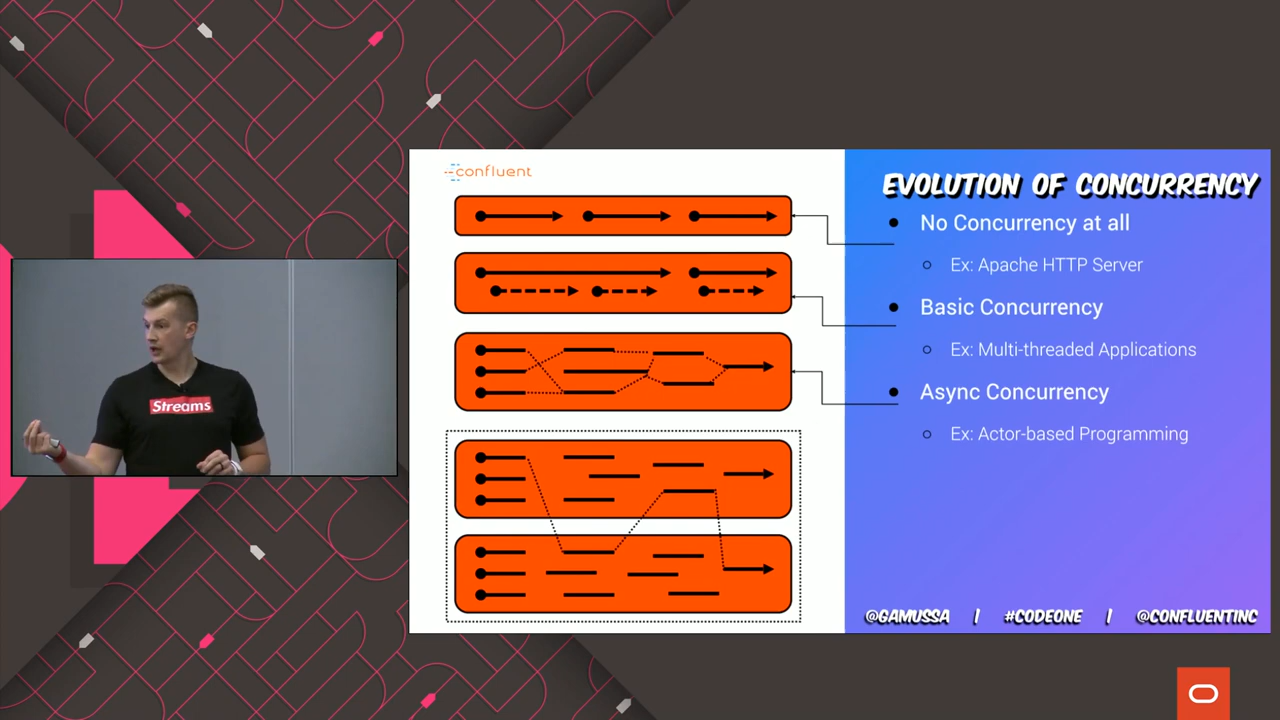 confluent
EVOLUTION OF CONCURRENCY
No Concurrency at all
Ex: Apache HTTP Server
Basic Concurrency
Ex: Multi-threaded Applications
Async Concurrency
Ex: Actor-based Programming
@GAMUSSA | #CODEONE | @CONFLUENTINC
Streams